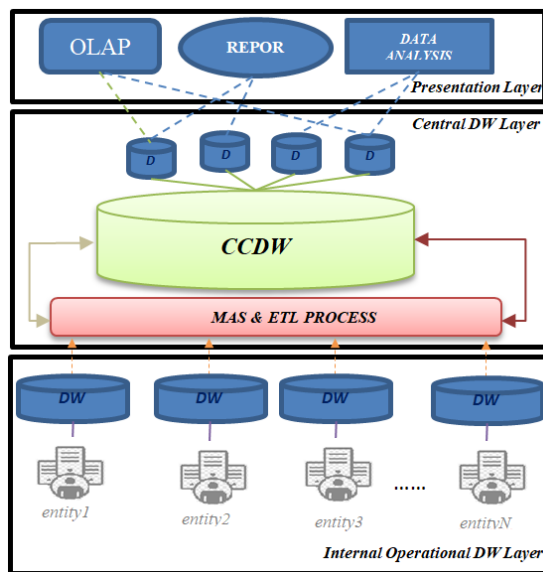 OLAP
REPOR
DATA
ANALYSIS
Presentation Layer
Central DW Layer
D
D
D
D
CCDW
MAS & ETL PROCESS
DW
DW
DW
DW
entity1
entity2
entity3
......
entityN
Internal Operational DW Layer